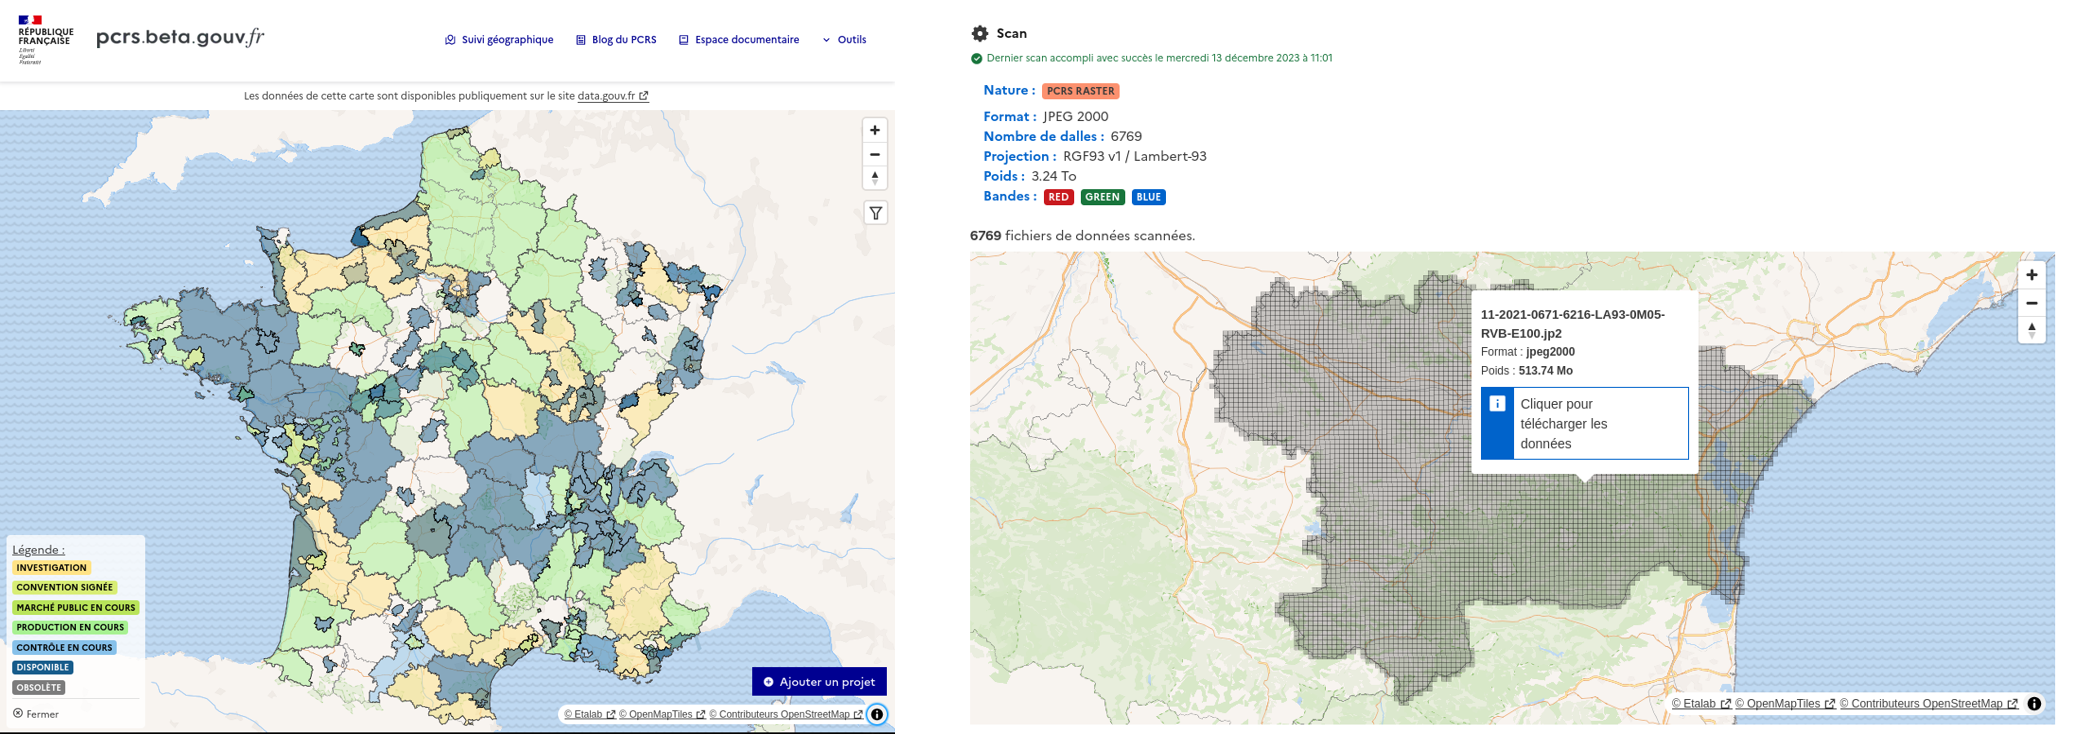 RÉPUBLIQUE
FRANÇAISE
Liberté
Égalité
Fraternité
pcrs.beta.gouv.fr
Suivi géographique
Blog du PCRS
Espace documentaire
Outils
Les données de cette carte sont disponibles publiquement sur le site data.gouv.fr
Légende :
INVESTIGATION
CONVENTION SIGNÉE
MARCHÉ PUBLIC EN COURS
PRODUCTION EN COURS
CONTRÔLE EN COURS
DISPONIBLE
OBSOLÈTE
Fermer
Ajouter un projet
© Etalab © OpenMapTiles © Contributeurs OpenStreetMap
Scan
Dernier scan accompli avec succès le mercredi 13 décembre 2023 à 11:01
Nature : PCRS RASTER
Format : JPEG 2000
Nombre de dalles : 6769
Projection : RGF93 v1 / Lambert-93
Poids : 3.24 To
Bandes : RED GREEN BLUE
6769 fichiers de données scannées.
11-2021-0671-6216-LA93-0M05-
RVB-E100.jp2
Format : jpeg2000
Poids : 513.74 Mo
Cliquer pour
télécharger les
données
© Etalab © OpenMapTiles © Contributeurs OpenStreetMap